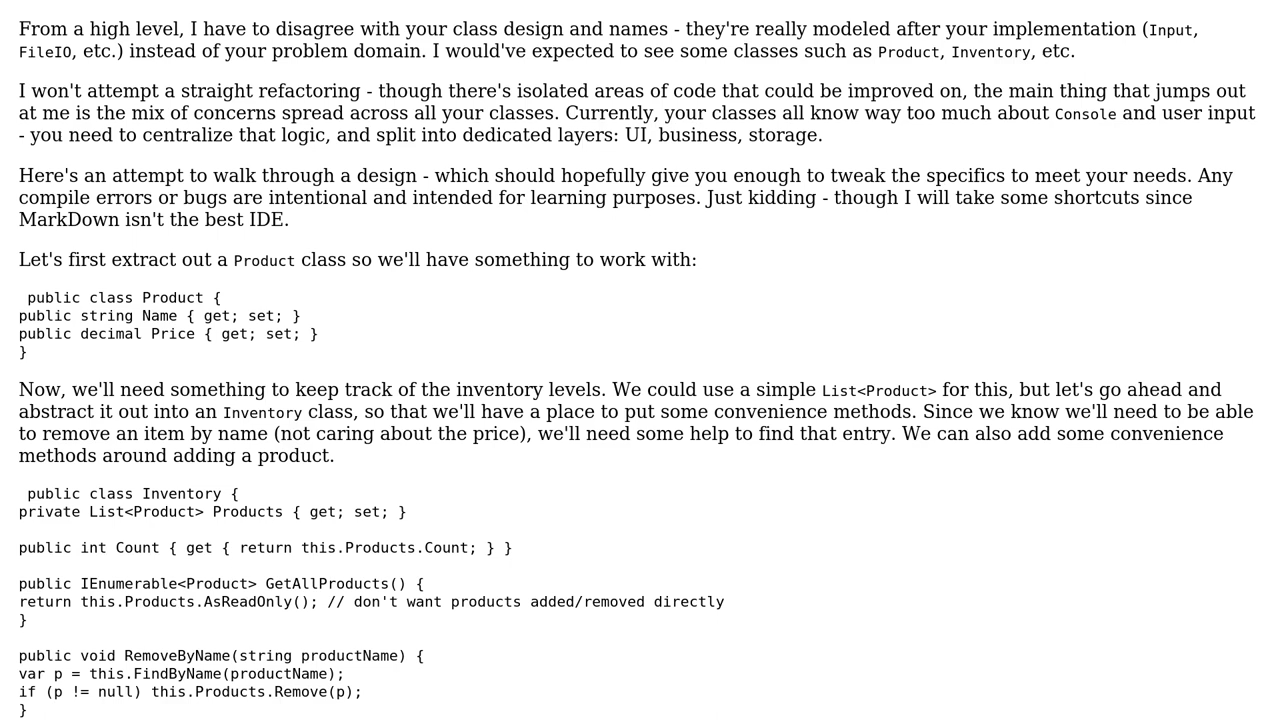 From a high level, I have to disagree with your class design and names - they're really modeled after your implementation (Input,
FileIO, etc.) instead of your problem domain. I would've expected to see some classes such as Product, Inventory, etc.
I won't attempt a straight refactoring - though there's isolated areas of code that could be improved on, the main thing that jumps out
at me is the mix of concerns spread across all your classes. Currently, your classes all know way too much about Console and user input
- you need to centralize that logic, and split into dedicated layers: UI, business, storage.
Here's an attempt to walk through a design - which should hopefully give you enough to tweak the specifics to meet your needs. Any
compile errors or bugs are intentional and intended for learning purposes. Just kidding - though I will take some shortcuts since
MarkDown isn't the best IDE.
Let's first extract out a Product class so we'll have something to work with:
public class Product {
public string Name { get; set; }
public decimal Price { get; set; }
}
Now, we'll need something to keep track of the inventory levels. We could use a simple List<Product> for this, but let's go ahead and
abstract it out into an Inventory class, so that we'll have a place to put some convenience methods. Since we know we'll need to be able
to remove an item by name (not caring about the price), we'll need some help to find that entry. We can also add some convenience
methods around adding a product.
public class Inventory {
private List<Product> Products { get; set; }
public int Count { get { return this.Products.Count; } }
public IEnumerable<Product> GetAllProducts() {
return this.Products.AsReadOnly(); // don't want products added/removed directly
}
public void RemoveByName(string productName) {
var p = this.FindByName(productName);
if (p != null) this.Products.Remove(p);
}